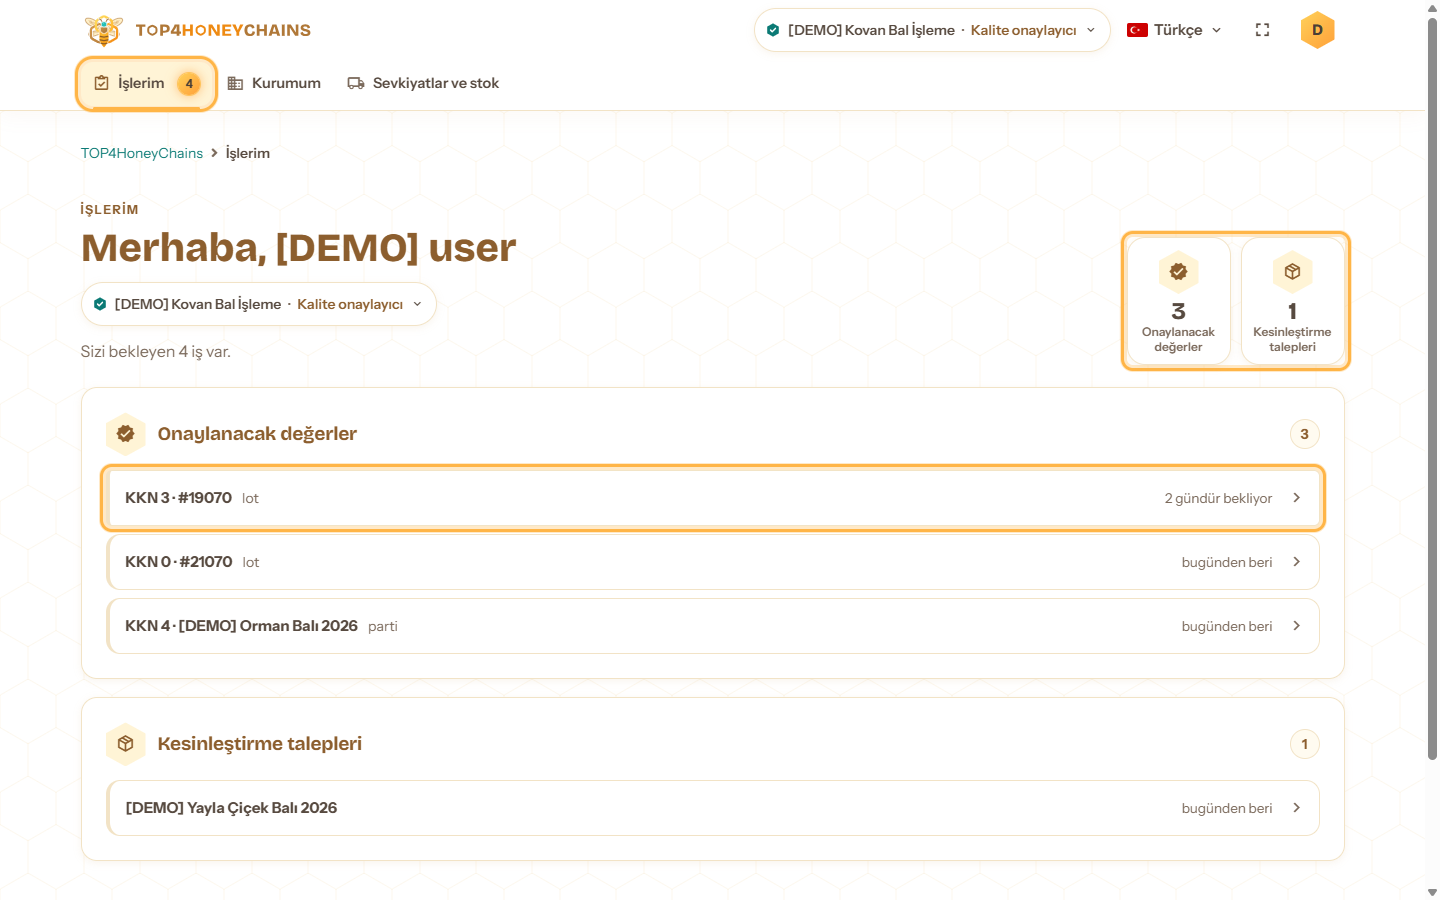 TOP4HONEYCHAINS
[DEMO] Kovan Bal İşleme · Kalite onaylayıcı
Türkçe
D
İşlerim 4
Kurumum
Sevkiyatlar ve stok
TOP4HoneyChains > İşlerim
İŞLERİM
Merhaba, [DEMO] user
[DEMO] Kovan Bal İşleme · Kalite onaylayıcı
Sizi bekleyen 4 iş var.
3
Onaylanacak
değerler
1
Kesinleştirme
talepleri
Onaylanacak değerler 3
KKN 3 · #19070 lot 2 gündür bekliyor
KKN 0 · #21070 lot bugünden beri
KKN 4 · [DEMO] Orman Balı 2026 parti bugünden beri
Kesinleştirme talepleri 1
[DEMO] Yayla Çiçek Balı 2026 bugünden beri